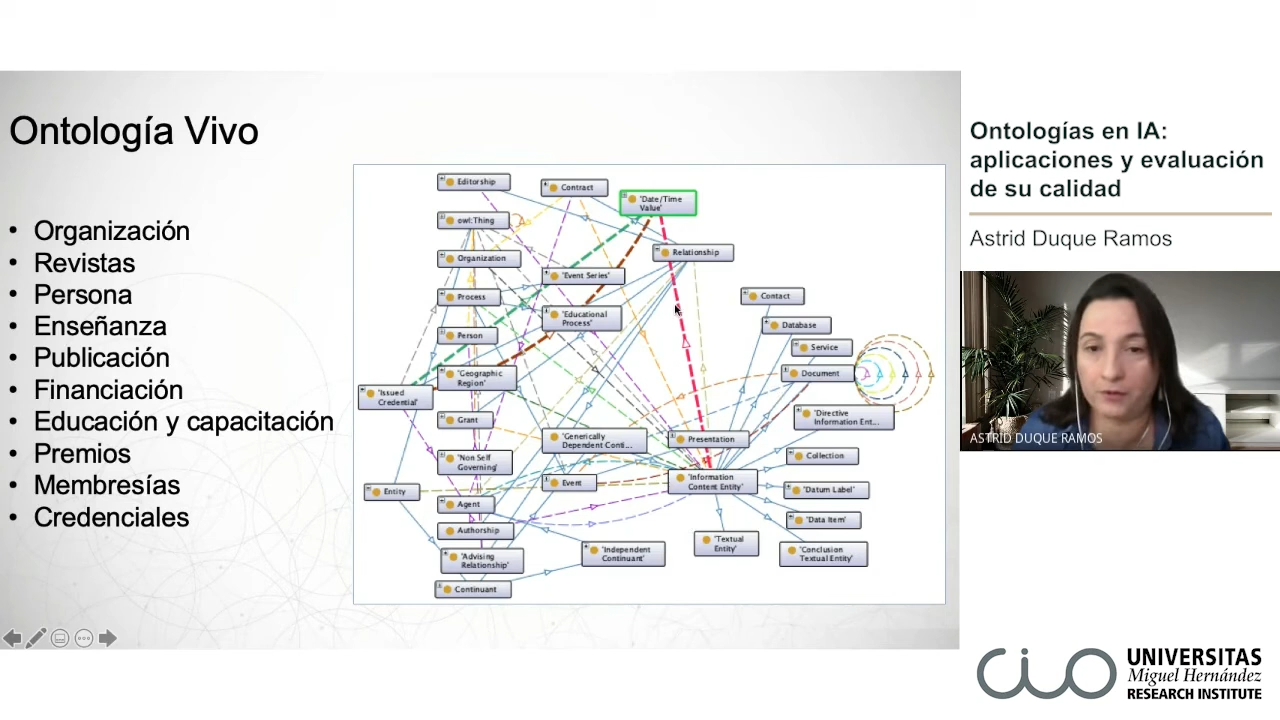 Ontología Vivo
• Organización
• Revistas
• Persona
• Enseñanza
• Publicación
• Financiación
• Educación y capacitación
• Premios
• Membresías
• Credenciales
Editorship
Contract
'Date/Time
Value'
owl:Thing
Relationship
Organization
'Event Series'
Process
Contact
'Educational
Process'
Database
Person
Service
'Geographic
Region'
Document
'Issued
Credential'
Grant
'Directive
Information Ent...
'Generically
Dependent Conti...
Presentation
'Non Self
Governing'
Collection
Entity
Event
'Information
Content Entity'
'Datum Label'
Agent
'Data Item'
Authorship
'Textual
Entity'
'Advising
Relationship'
'Independent
Continuant'
'Conclusion
Textual Entity'
Continuant
Ontologías en IA:
aplicaciones y evaluación
de su calidad
Astrid Duque Ramos
ASTRID DUQUE RAMOS
cio
UNIVERSITAS
Miguel Hernández
RESEARCH INSTITUTE